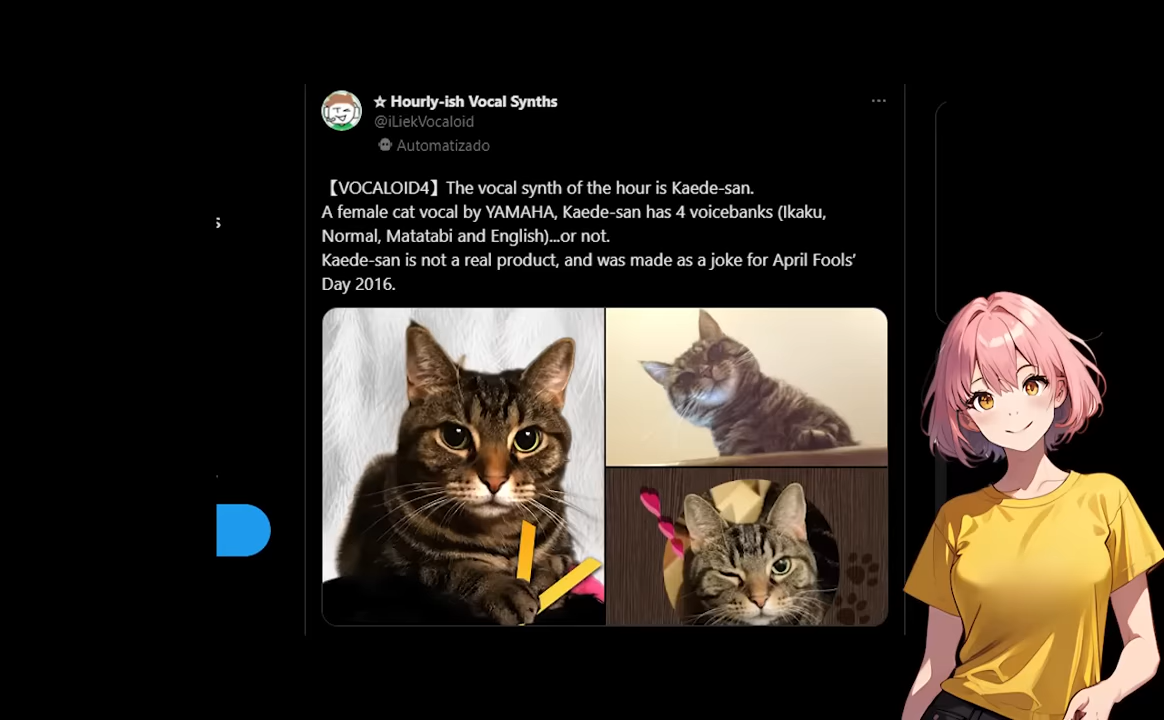 ☆ Hourly-ish Vocal Synths
@iLiekVocaloid
Automatizado
【VOCALOID4】The vocal synth of the hour is Kaede-san.
A female cat vocal by YAMAHA, Kaede-san has 4 voicebanks (Ikaku,
Normal, Matatabi and English)...or not.
Kaede-san is not a real product, and was made as a joke for April Fools’
Day 2016.
s